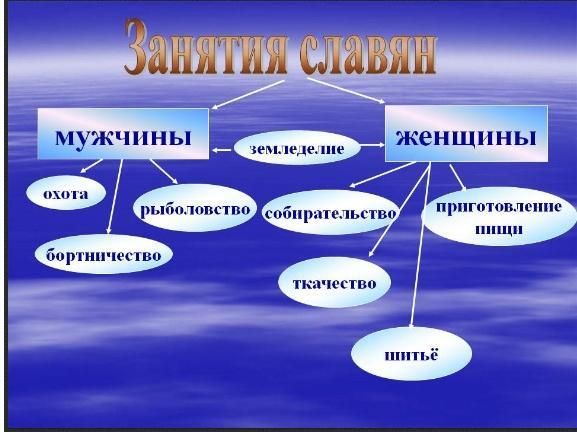 Занятия славян
мужчины
женщины
земледелие
охота
рыболовство
собирательство
приготовление
пищи
бортничество
ткачество
шитьё